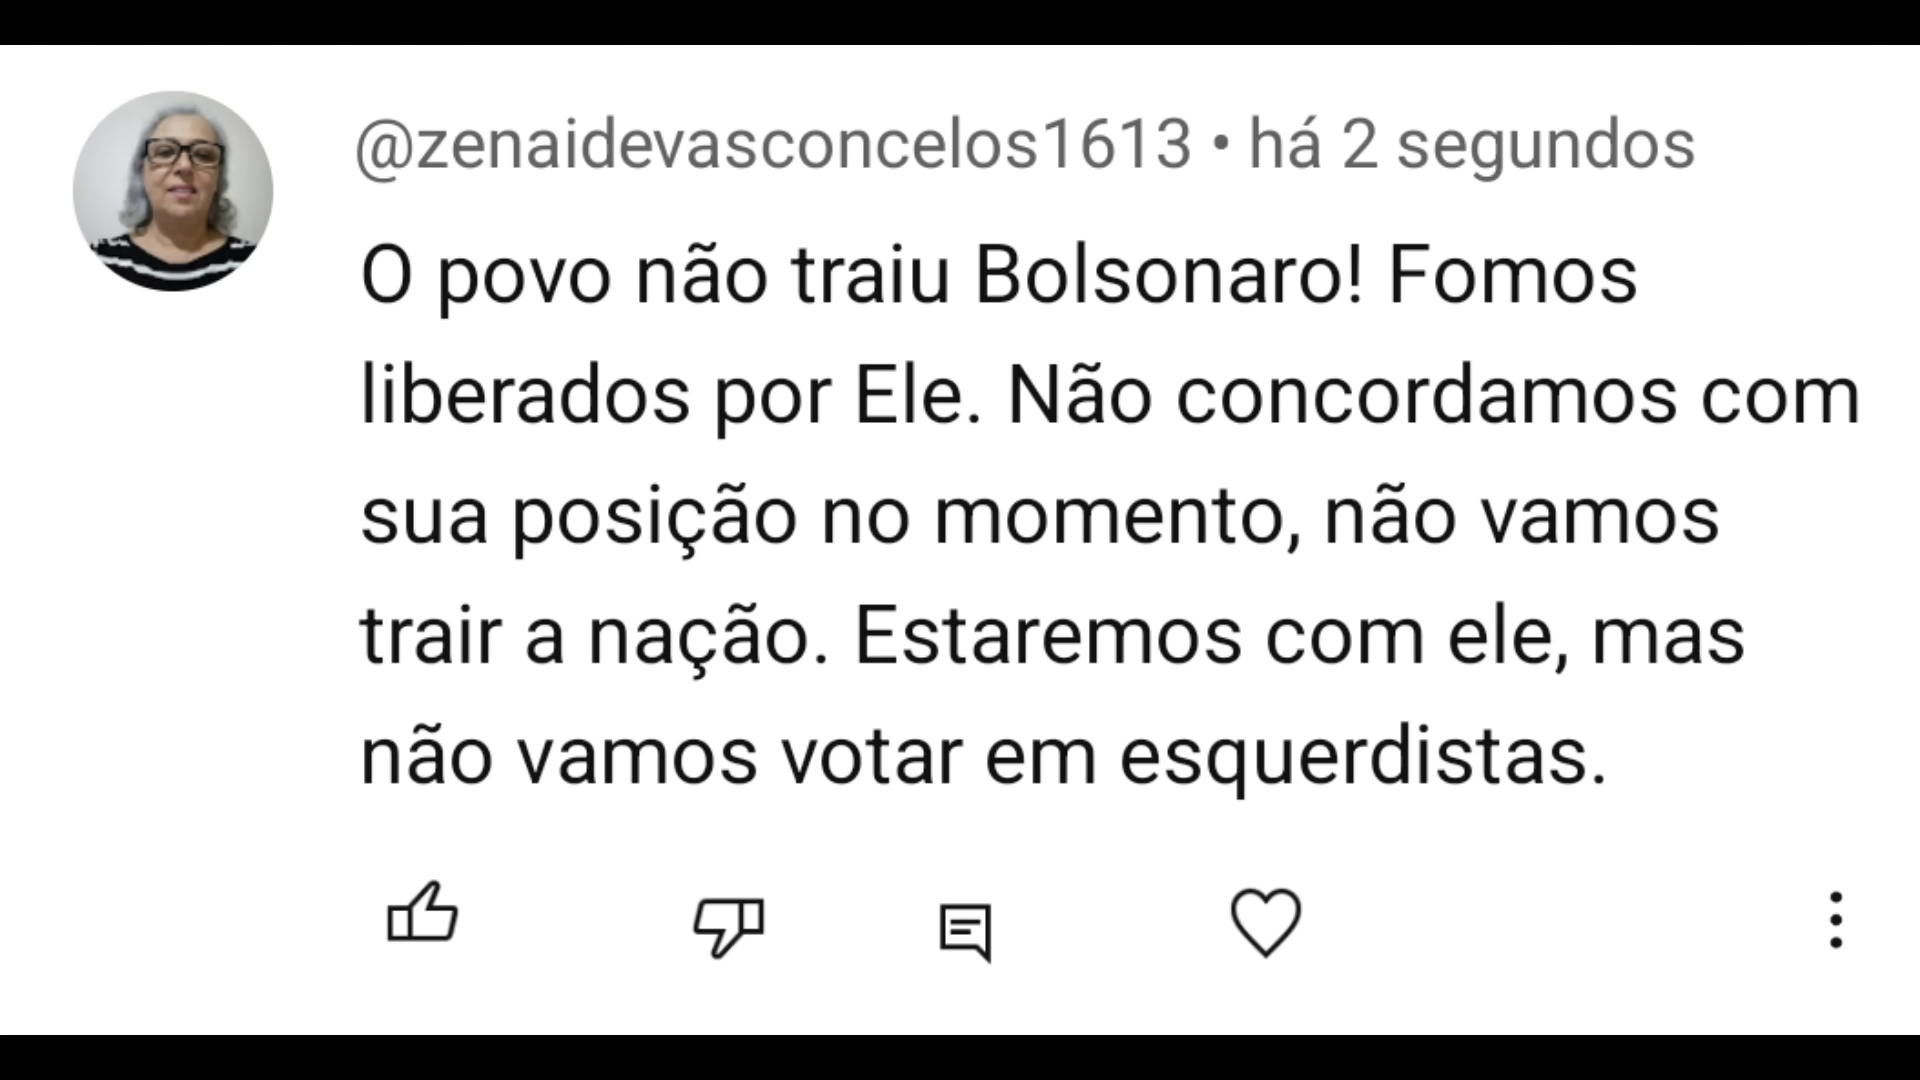 @zenaidevasconcelos1613 • há 2 segundos
O povo não traiu Bolsonaro! Fomos
liberados por Ele. Não concordamos com
sua posição no momento, não vamos
trair a nação. Estaremos com ele, mas
não vamos votar em esquerdistas.